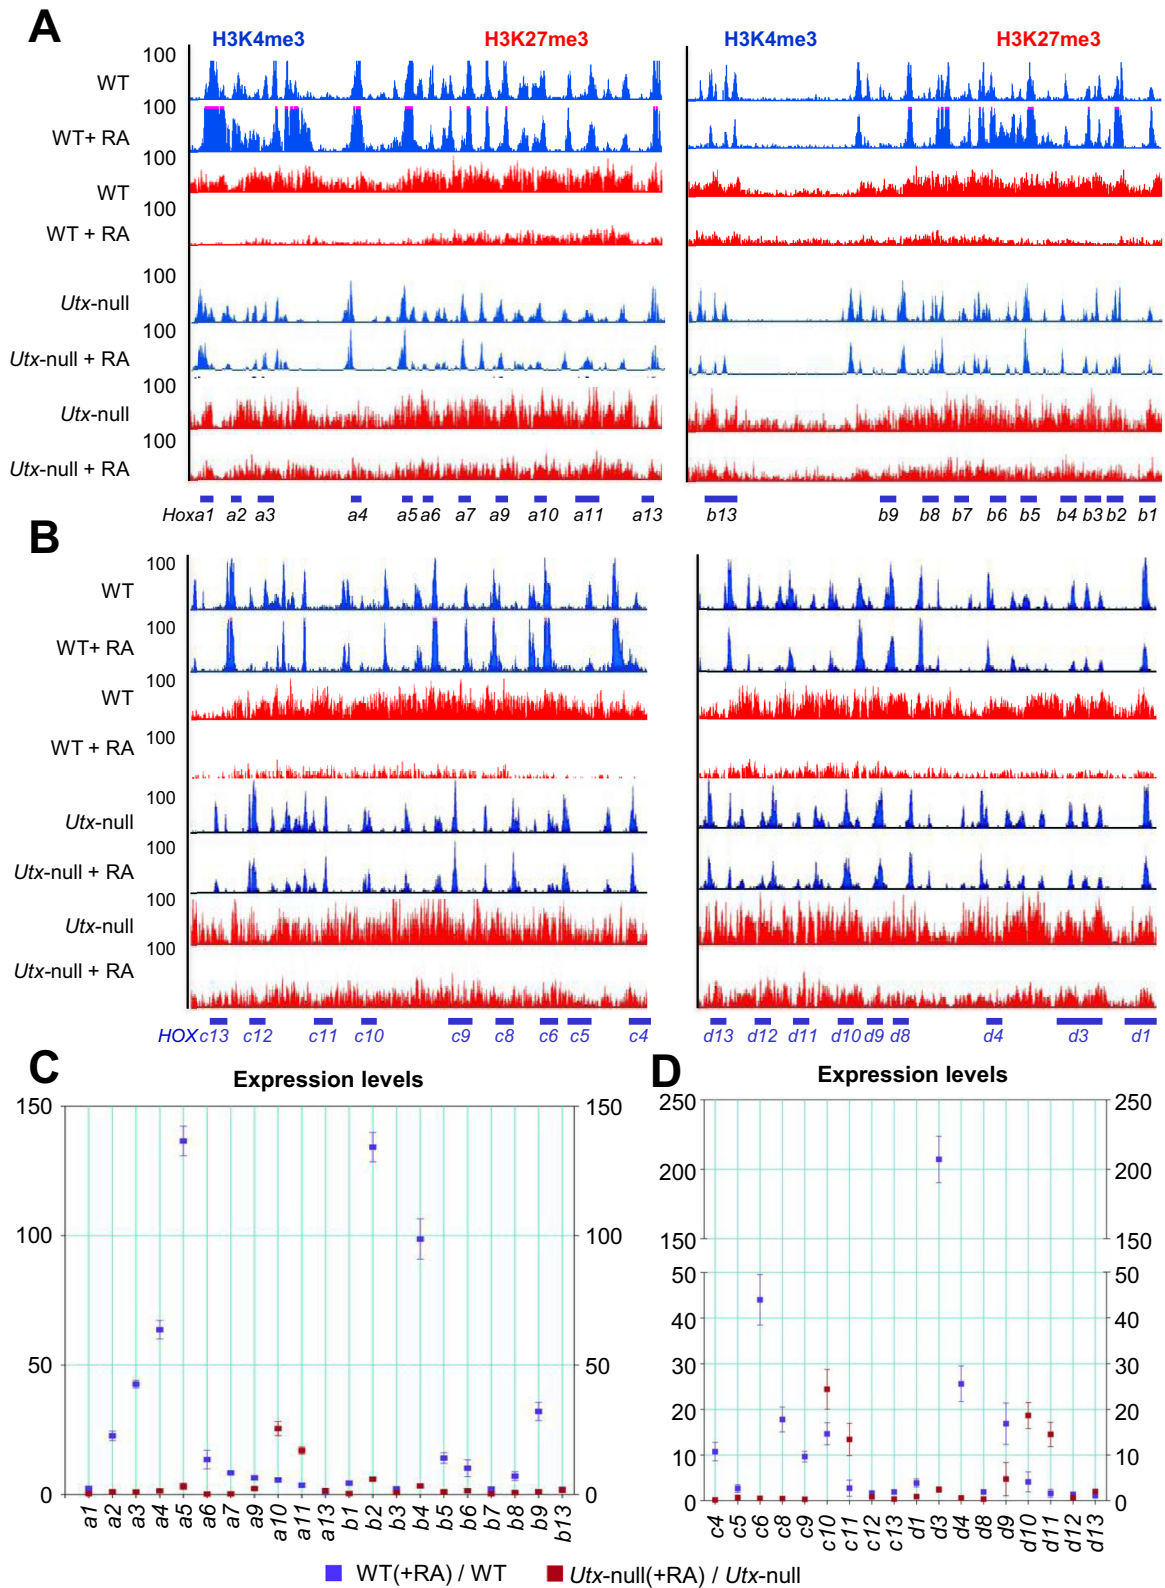 A
H3K4me3 H3K27me3 H3K4me3 H3K27me3
100
WT
100
WT+ RA
100
WT
100
WT + RA
100
Utx-null
100
Utx-null + RA
100
Utx-null
100
Utx-null + RA
Hoxa1 a2 a3 a4 a5 a6 a7 a9 a10 a11 a13 b13 b9 b8 b7 b6 b5 b4 b3 b2 b1
B
100
WT
100
WT+ RA
100
WT
100
WT + RA
100
Utx-null
100
Utx-null + RA
100
Utx-null
100
Utx-null + RA
HOXc13 c12 c11 c10 c9 c8 c6 c5 c4 d13 d12 d11 d10 d9 d8 d4 d3 d1
C
Expression levels
150 150
100 100
50 50
0 0
a1 a2 a3 a4 a5 a6 a7 a9 a10 a11 a13 b1 b2 b3 b4 b5 b6 b7 b8 b9 b13
D
Expression levels
250 250
200 200
150 150
50 50
40 40
30 30
20 20
10 10
0 0
c4 c5 c6 c8 c9 c10 c11 c12 c13 d1 d3 d4 d8 d9 d10 d11 d12 d13
WT(+RA) / WT Utx-null(+RA) / Utx-null